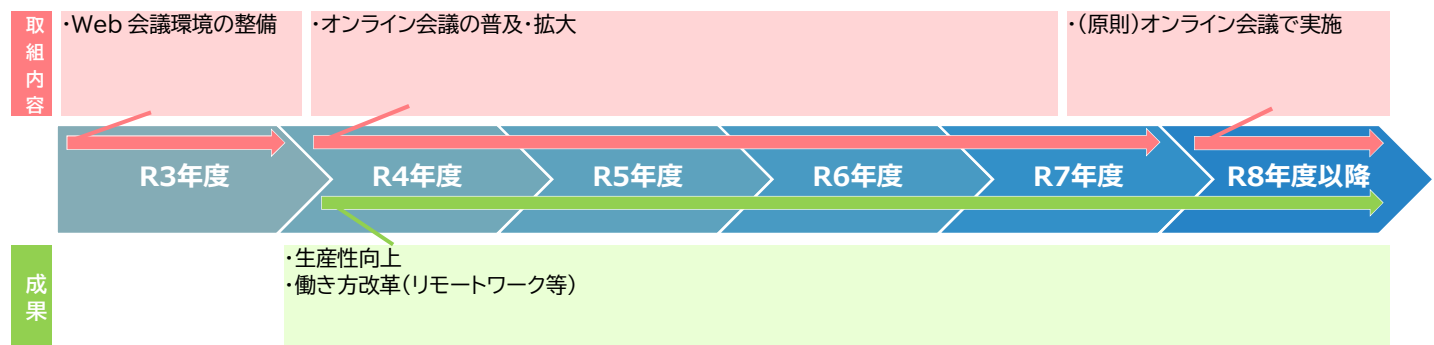 取組内容
・Web 会議環境の整備
・オンライン会議の普及・拡大
・(原則)オンライン会議で実施
R3年度
R4年度
R5年度
R6年度
R7年度
R8年度以降
成果
・生産性向上
・働き方改革(リモートワーク等)